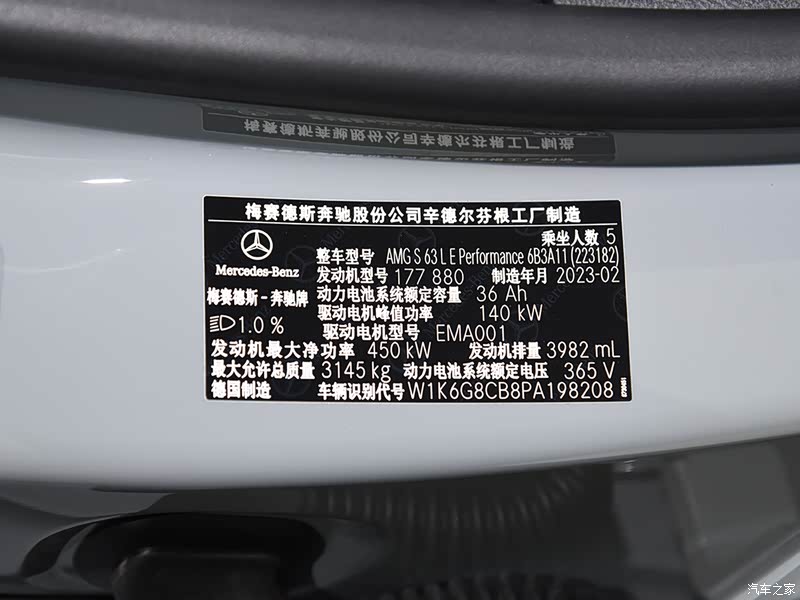 梅赛德斯奔驰股份公司辛德尔芬根工厂制造
乘坐人数 5
整车型号 AMG S 63 L E Performance 6B3A11 (223182)
Mercedes-Benz 发动机型号 177 880 制造年月 2023-02
梅赛德斯-奔驰牌 动力电池系统额定容量 36 Ah
驱动电机峰值功率 140 kW
1.0 % 驱动电机型号 EMA001
发动机最大净功率 450 kW 发动机排量 3982 mL
最大允许总质量 3145 kg 动力电池系统额定电压 365 V
德国制造 车辆识别代号 W1K6G8CB8PA198208
汽车之家